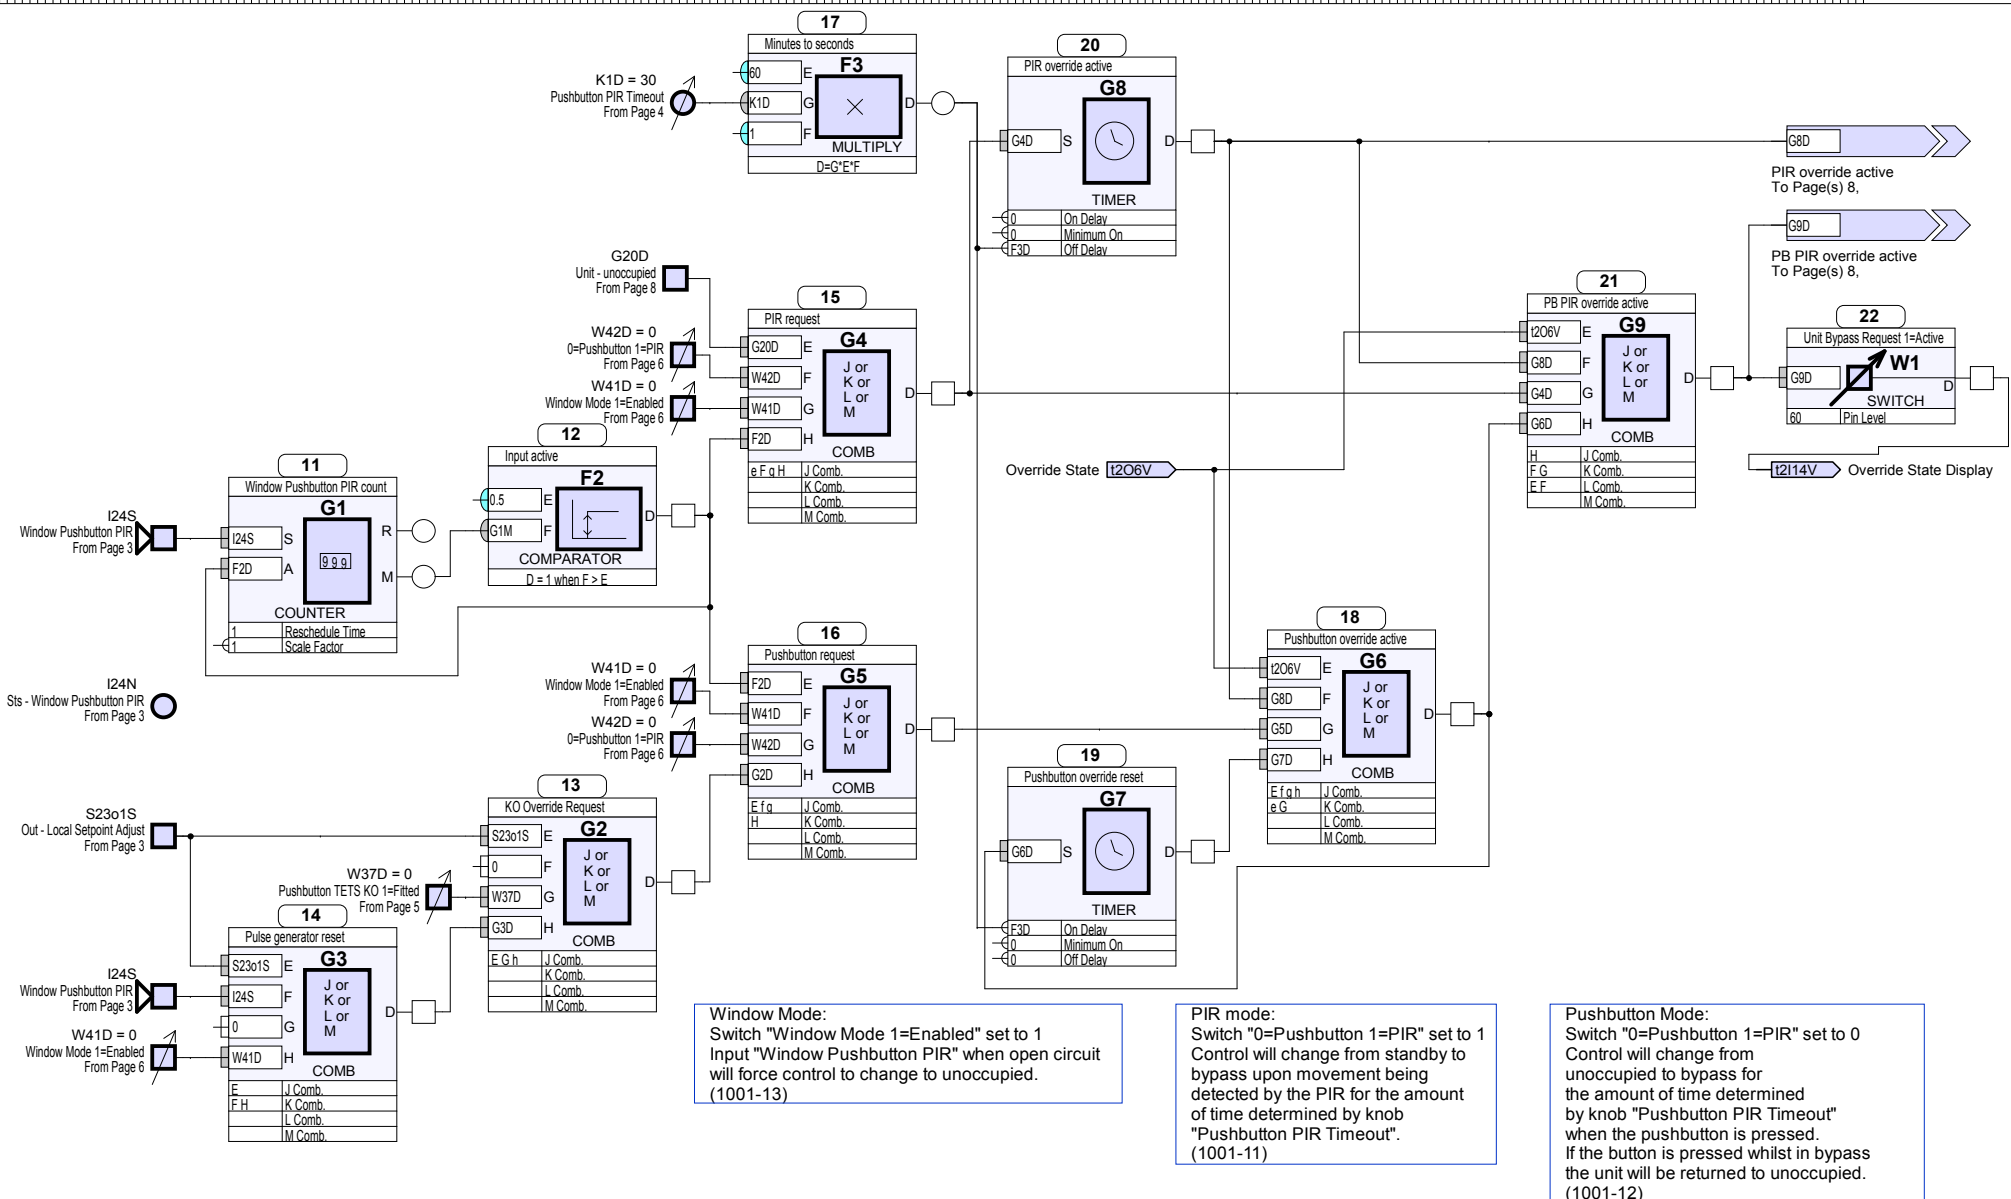 17
Minutes to seconds
F3
60 E
K1D G
1 F
D
MULTIPLY
D=G*E*F
K1D = 30
Pushbutton PIR Timeout
From Page 4
20
PIR override active
G8
G4D S
D
TIMER
0 On Delay
0 Minimum On
F3D Off Delay
G8D
PIR override active
To Page(s) 8,
G9D
PB PIR override active
To Page(s) 8,
G20D
Unit - unoccupied
From Page 8
W42D = 0
0=Pushbutton 1=PIR
From Page 6
W41D = 0
Window Mode 1=Enabled
From Page 6
15
PIR request
G4
G20D E
W42D F
W41D G
F2D H
J or
K or
L or
M
D
COMB
e F g H J Comb.
K Comb.
L Comb.
M Comb.
21
PB PIR override active
G9
t2O6V E
G8D F
G4D G
G6D H
J or
K or
L or
M
D
COMB
H J Comb.
F G K Comb.
E F L Comb.
M Comb.
22
Unit Bypass Request 1=Active
W1
G9D
D
SWITCH
60 Pin Level
Override State t2O6V
t2I14V Override State Display
12
Input active
F2
0.5 E
G1M F
D
COMPARATOR
D = 1 when F > E
11
Window Pushbutton PIR count
G1
I24S S
F2D A
999
R
M
COUNTER
1 Reschedule Time
1 Scale Factor
I24S
Window Pushbutton PIR
From Page 3
I24N
Sts - Window Pushbutton PIR
From Page 3
16
Pushbutton request
G5
F2D E
W41D F
W42D G
G2D H
J or
K or
L or
M
D
COMB
E f g J Comb.
H K Comb.
L Comb.
M Comb.
W41D = 0
Window Mode 1=Enabled
From Page 6
W42D = 0
0=Pushbutton 1=PIR
From Page 6
18
Pushbutton override active
G6
t2O6V E
G8D F
G5D G
G7D H
J or
K or
L or
M
D
COMB
E f g h J Comb.
e G K Comb.
L Comb.
M Comb.
19
Pushbutton override reset
G7
G6D S
D
TIMER
F3D On Delay
0 Minimum On
0 Off Delay
13
KO Override Request
G2
S23o1S E
0 F
W37D G
G3D H
J or
K or
L or
M
D
COMB
E G h J Comb.
K Comb.
L Comb.
M Comb.
S23o1S
Out - Local Setpoint Adjust
From Page 3
W37D = 0
Pushbutton TETS KO 1=Fitted
From Page 5
14
Pulse generator reset
G3
S23o1S E
I24S F
0 G
W41D H
J or
K or
L or
M
D
COMB
E J Comb.
F H K Comb.
L Comb.
M Comb.
I24S
Window Pushbutton PIR
From Page 3
W41D = 0
Window Mode 1=Enabled
From Page 6
Window Mode:
Switch "Window Mode 1=Enabled" set to 1
Input "Window Pushbutton PIR" when open circuit
will force control to change to unoccupied.
(1001-13)
PIR mode:
Switch "0=Pushbutton 1=PIR" set to 1
Control will change from standby to
bypass upon movement being
detected by the PIR for the amount
of time determined by knob
"Pushbutton PIR Timeout".
(1001-11)
Pushbutton Mode:
Switch "0=Pushbutton 1=PIR" set to 0
Control will change from
unoccupied to bypass for
the amount of time determined
by knob "Pushbutton PIR Timeout"
when the pushbutton is pressed.
If the button is pressed whilst in bypass
the unit will be returned to unoccupied.
(1001-12)